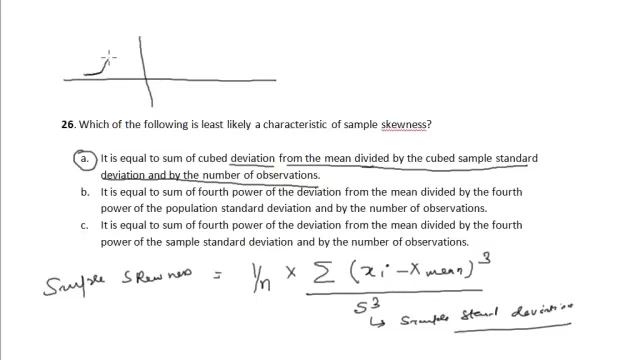 26. Which of the following is least likely a characteristic of sample skewness?
a. It is equal to sum of cubed deviation from the mean divided by the cubed sample standard
deviation and by the number of observations.
b. It is equal to sum of fourth power of the deviation from the mean divided by the fourth
power of the population standard deviation and by the number of observations.
c. It is equal to sum of fourth power of the deviation from the mean divided by the fourth
power of the sample standard deviation and by the number of observations.
Sample Skewness = 1/n × Σ (xi - X mean)³
S³
↳ Sample stand deviation